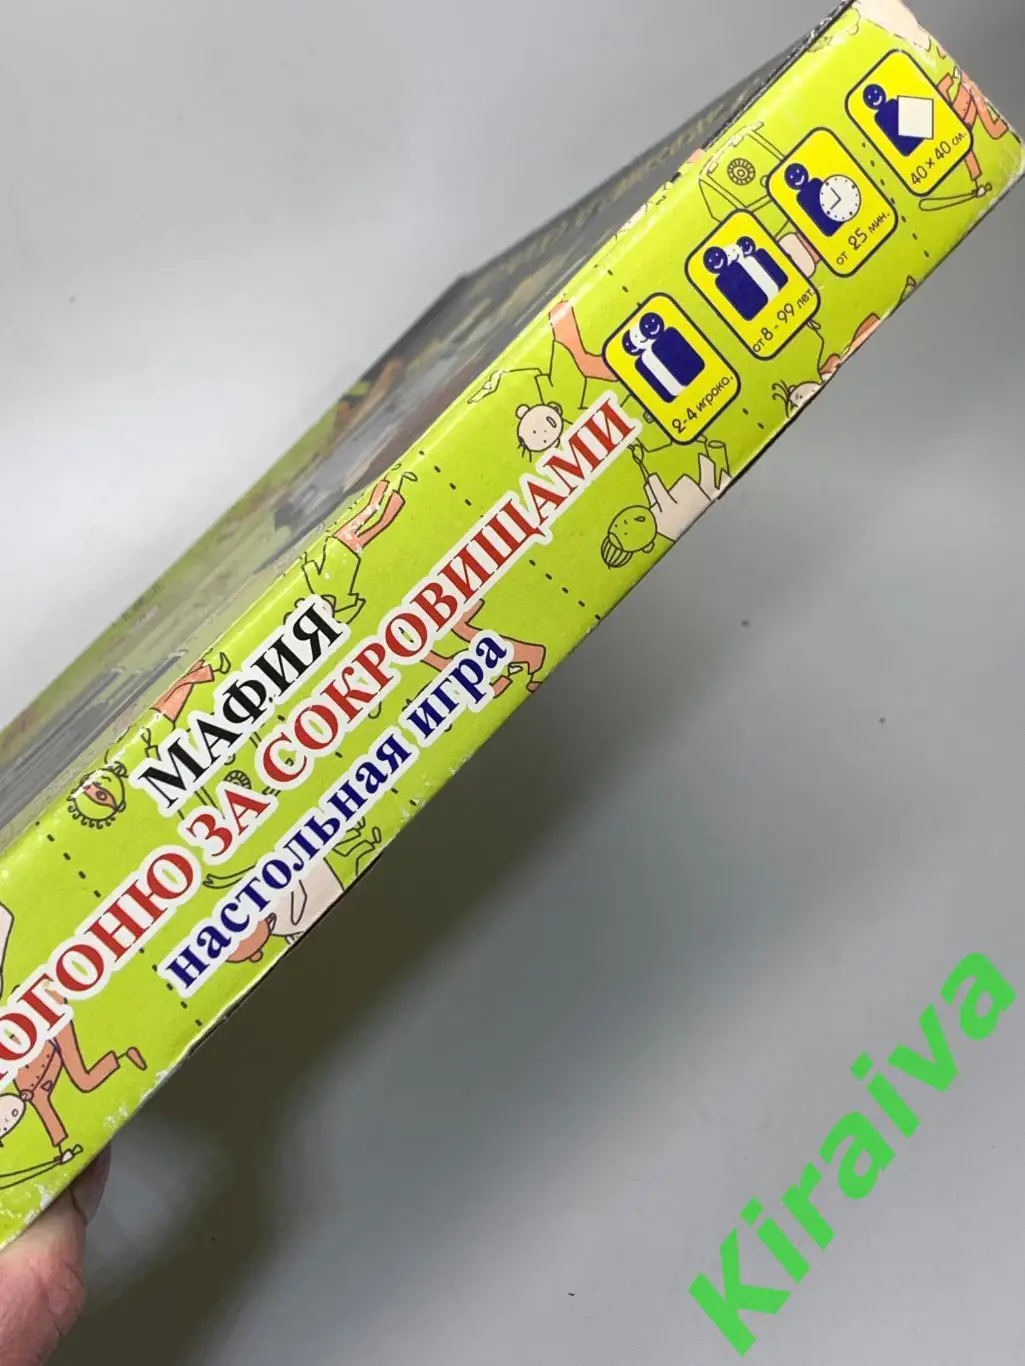 МАФИЯ
ПОГОНЮ ЗА СОКРОВИЩАМИ
настольная игра
2-4 игрока.
от 8 - 99 лет.
от 25 мин.
40 × 40 см.
Kiraiva